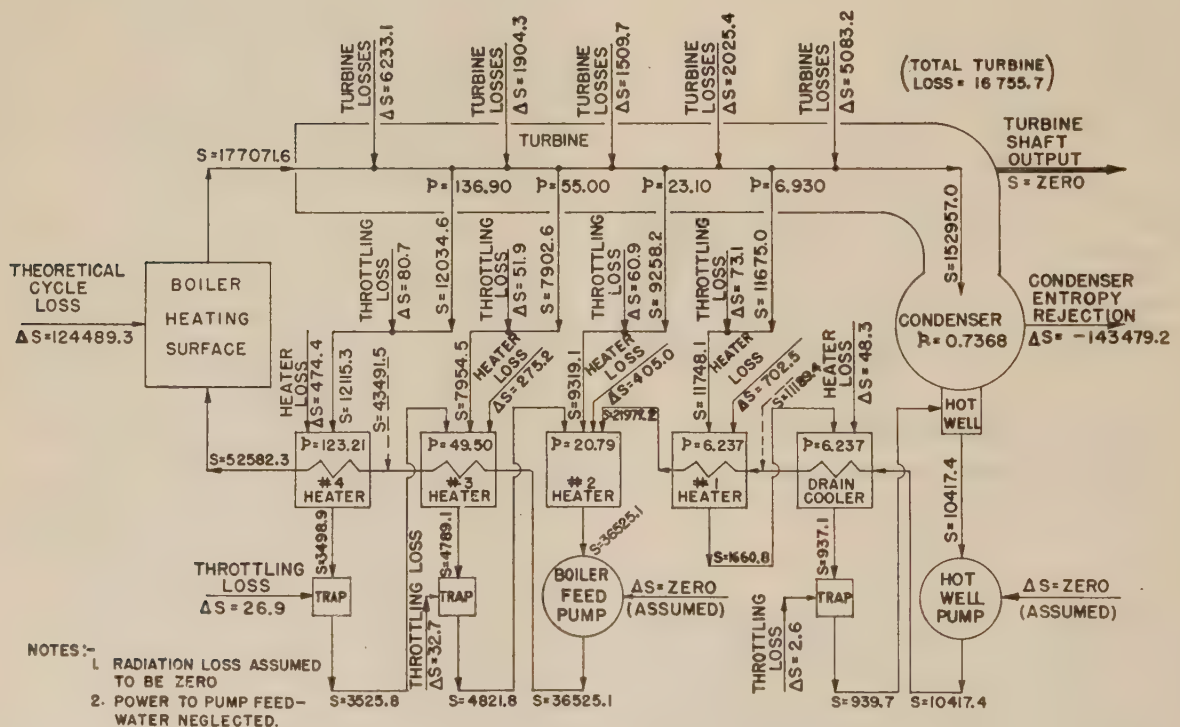 TURBINE LOSSES
ΔS=6233.1
TURBINE LOSSES
ΔS=1904.3
TURBINE LOSSES
ΔS=1509.7
TURBINE LOSSES
ΔS=2025.4
TURBINE LOSSES
ΔS=5083.2
(TOTAL TURBINE
LOSS = 16 755.7)
TURBINE
SHAFT
OUTPUT
S = ZERO
TURBINE
S=177071.6
P=136.90
P=55.00
P=23.10
P=6.930
S=152957.0
THEORETICAL
CYCLE
LOSS
ΔS=124489.3
BOILER
HEATING
SURFACE
THROTTLING
LOSS
ΔS=80.7
S=12034.6
THROTTLING
LOSS
ΔS=51.9
S=7902.6
THROTTLING
LOSS
ΔS=60.9
S=9258.2
THROTTLING
LOSS
ΔS=73.1
S=11675.0
CONDENSER
ENTROPY
REJECTION
ΔS= -143479.2
CONDENSER
P=0.7368
HOT
WELL
HEATER
LOSS
ΔS=474.4
S=12115.3
S=43491.5
S=7954.5
HEATER
LOSS
ΔS=275.2
S=9319.1
HEATER
LOSS
ΔS=405.0
S=11748.1
HEATER
LOSS
ΔS=702.5
HEATER
LOSS
ΔS=48.3
S=52582.3
P=123.21
#4
HEATER
P=49.50
#3
HEATER
P=20.79
#2
HEATER
P=6.237
#1
HEATER
P=6.237
DRAIN
COOLER
S=10417.4
S=3498.9
S=4789.1
S=36525.1
S=1660.8
S=937.1
THROTTLING
LOSS
ΔS=26.9
TRAP
THROTTLING LOSS
ΔS=32.7
TRAP
BOILER
FEED
PUMP
ΔS=ZERO
(ASSUMED)
THROTTLING
LOSS
ΔS=2.6
TRAP
HOT
WELL
PUMP
ΔS=ZERO
(ASSUMED)
S=3525.8
S=4821.8
S=36525.1
S=939.7
S=10417.4
NOTES:-
1. RADIATION LOSS ASSUMED
TO BE ZERO
2. POWER TO PUMP FEED-
WATER NEGLECTED.